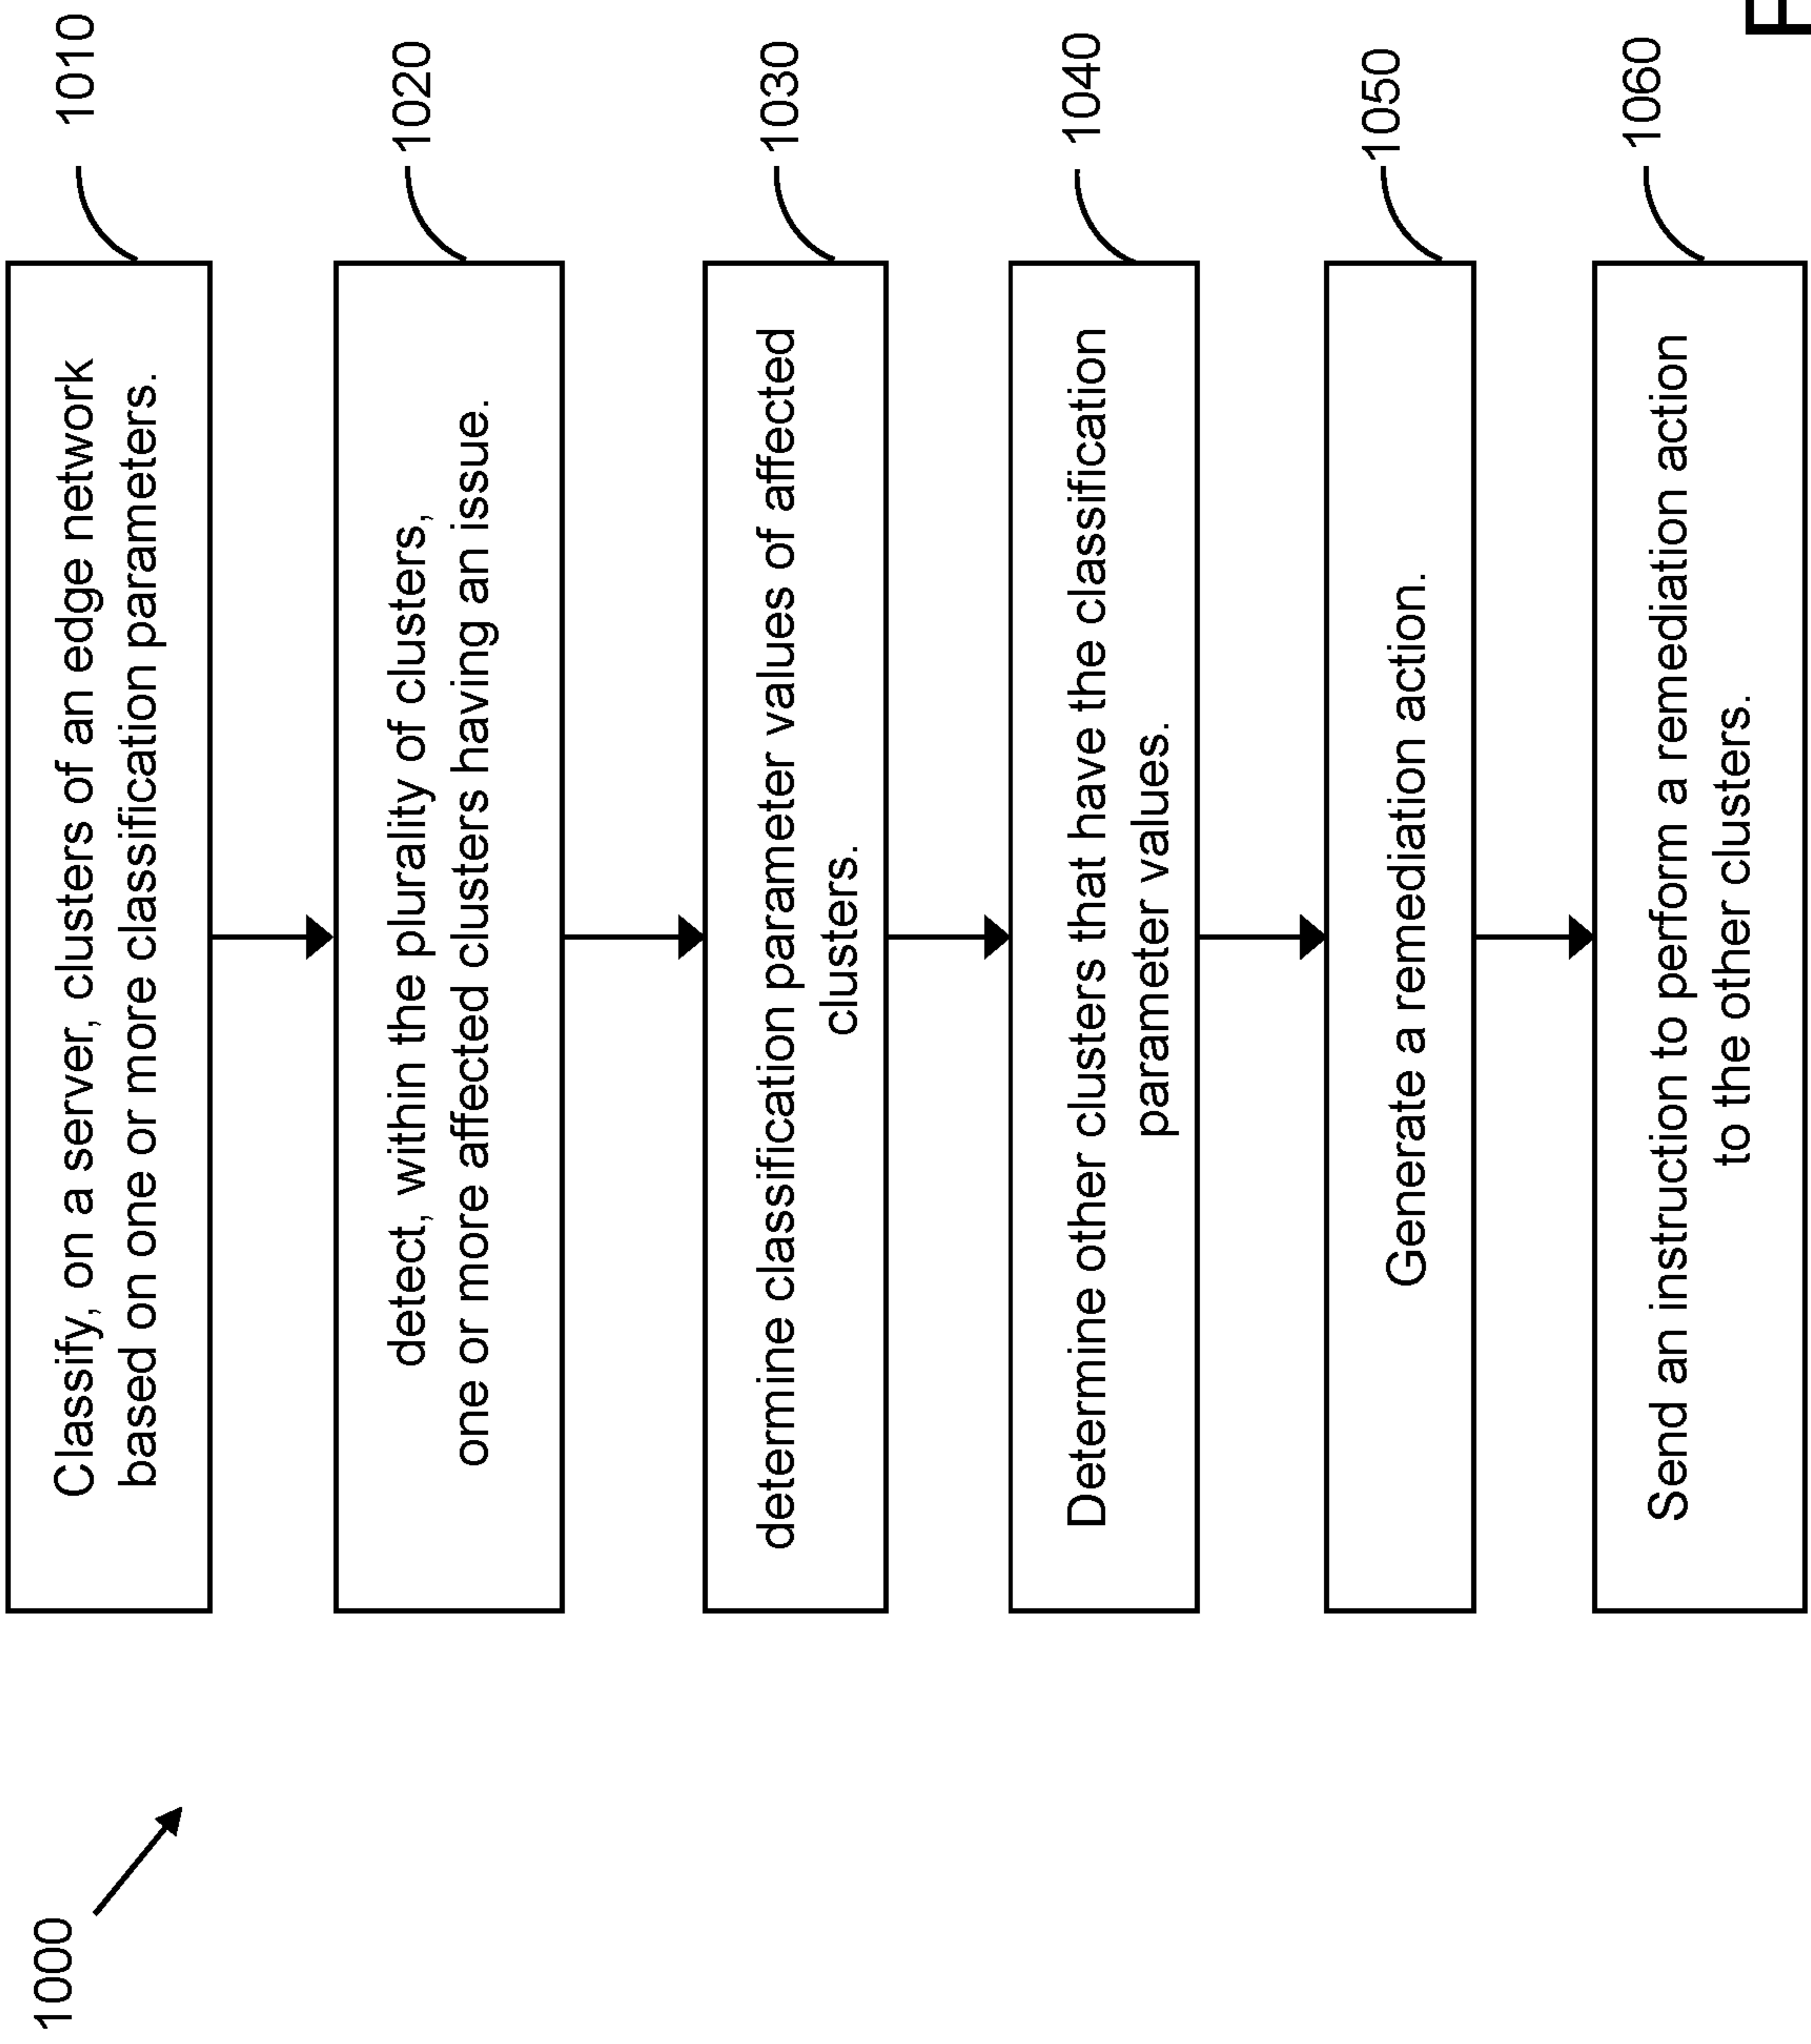 1000
Classify, on a server, clusters of an edge network
based on one or more classification parameters.
1010
detect, within the plurality of clusters,
one or more affected clusters having an issue.
1020
determine classification parameter values of affected
clusters.
1030
Determine other clusters that have the classification
parameter values.
1040
Generate a remediation action.
1050
Send an instruction to perform a remediation action
to the other clusters.
1060